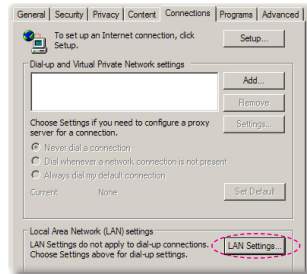 General Security Privacy Content Connections Programs Advanced
To set up an Internet connection, click
Setup.
Setup...
Dial-up and Virtual Private Network settings
Add...
Remove
Choose Settings if you need to configure a proxy
server for a connection.
Settings...
Never dial a connection
Dial whenever a network connection is not present
Always dial my default connection
Current None
Set Default
Local Area Network (LAN) settings
LAN Settings do not apply to dial-up connections.
Choose Settings above for dial-up settings.
LAN Settings...